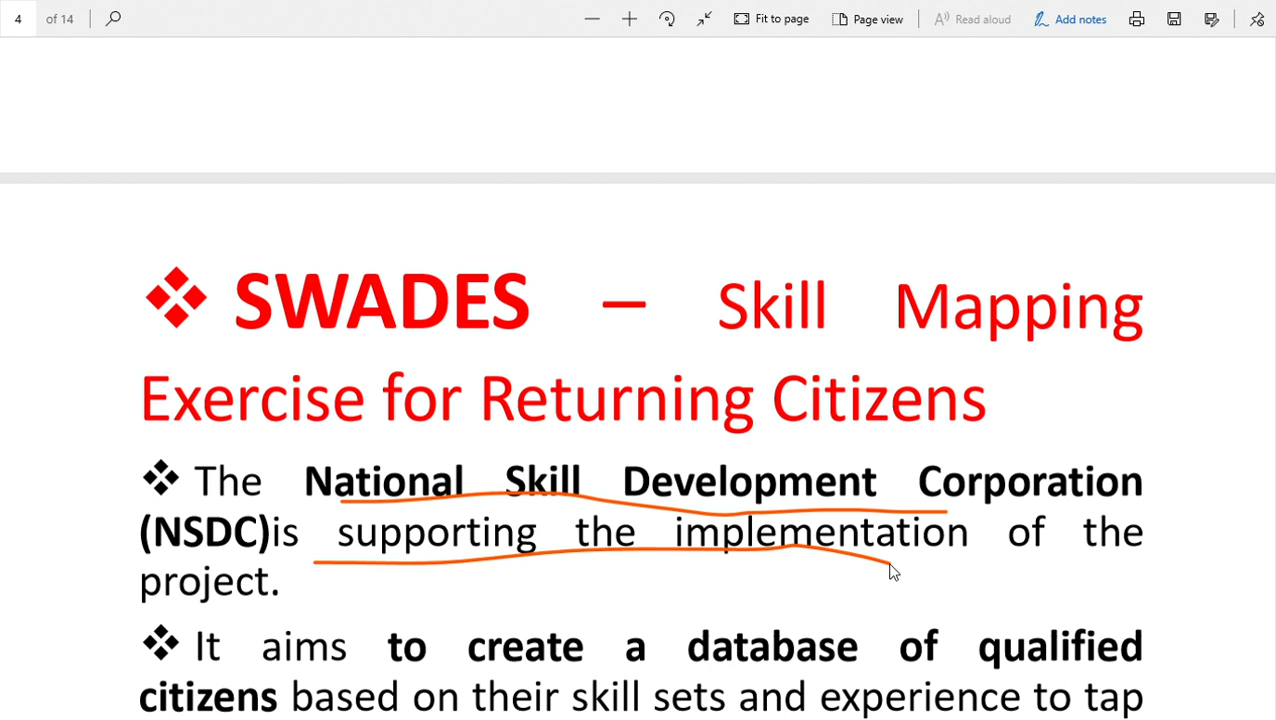 4 of 14 Fit to page Page view Read aloud Add notes
❖ SWADES – Skill Mapping
Exercise for Returning Citizens
❖ The National Skill Development Corporation
(NSDC)is supporting the implementation of the
project.
❖ It aims to create a database of qualified
citizens based on their skill sets and experience to tap